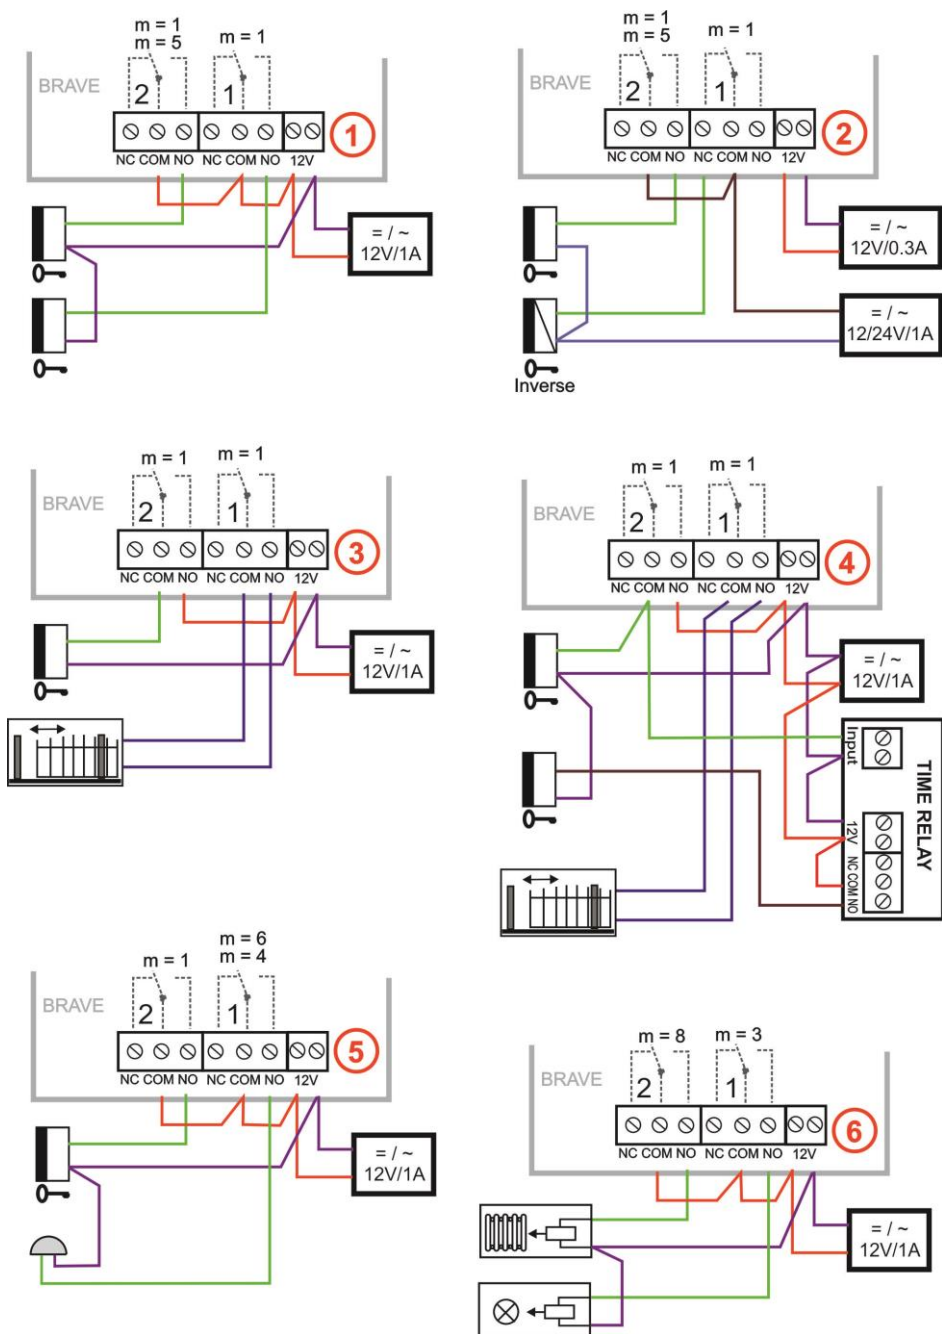 m = 1
m = 5
m = 1
BRAVE
2
1
1
NC COM NO NC COM NO 12V
= / ~
12V/1A
m = 1
m = 5
m = 1
BRAVE
2
1
2
NC COM NO NC COM NO 12V
= / ~
12V/0.3A
= / ~
12/24V/1A
Inverse
m = 1
m = 1
BRAVE
2
1
3
NC COM NO NC COM NO 12V
= / ~
12V/1A
m = 1
m = 1
BRAVE
2
1
4
NC COM NO NC COM NO 12V
= / ~
12V/1A
Input
12V
NC COM NO
TIME RELAY
m = 1
m = 6
m = 4
BRAVE
2
1
5
NC COM NO NC COM NO 12V
= / ~
12V/1A
m = 8
m = 3
BRAVE
2
1
6
NC COM NO NC COM NO 12V
= / ~
12V/1A